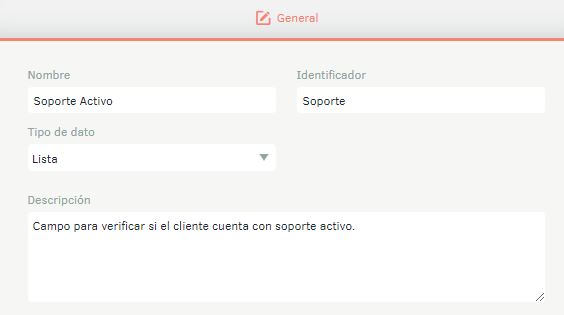 General
Nombre
Identificador
Soporte Activo
Soporte
Tipo de dato
Lista
Descripción
Campo para verificar si el cliente cuenta con soporte activo.